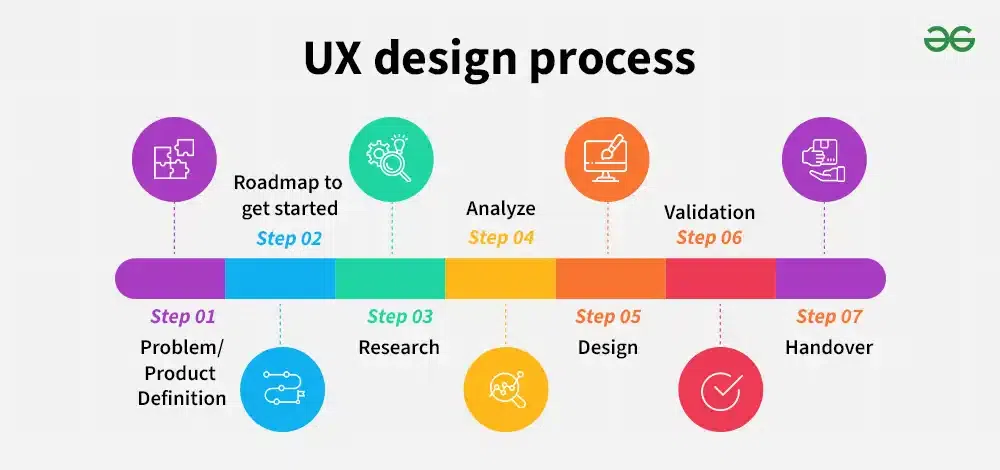 UX design process
Step 01
Problem/
Product
Definition
Roadmap to
get started
Step 02
Step 03
Research
Analyze
Step 04
Step 05
Design
Validation
Step 06
Step 07
Handover